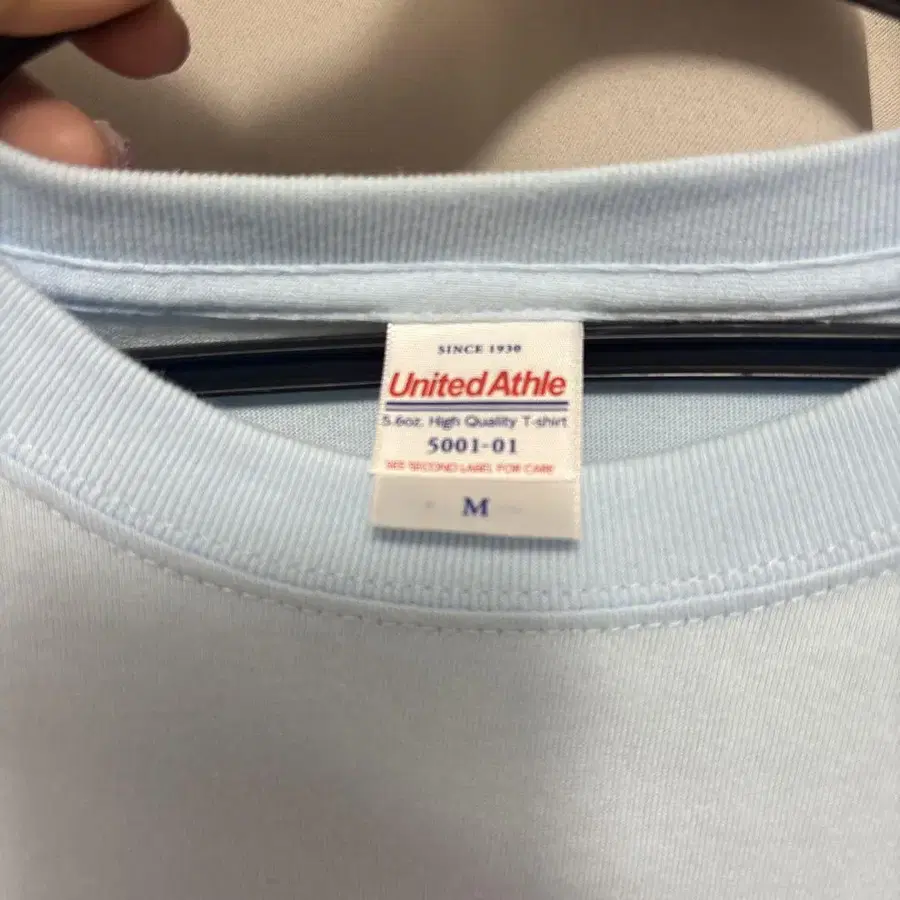 SINCE 1930
United Athle
5.6oz. High Quality T-shirt
5001-01
SEE SECOND LABEL FOR CARE
M